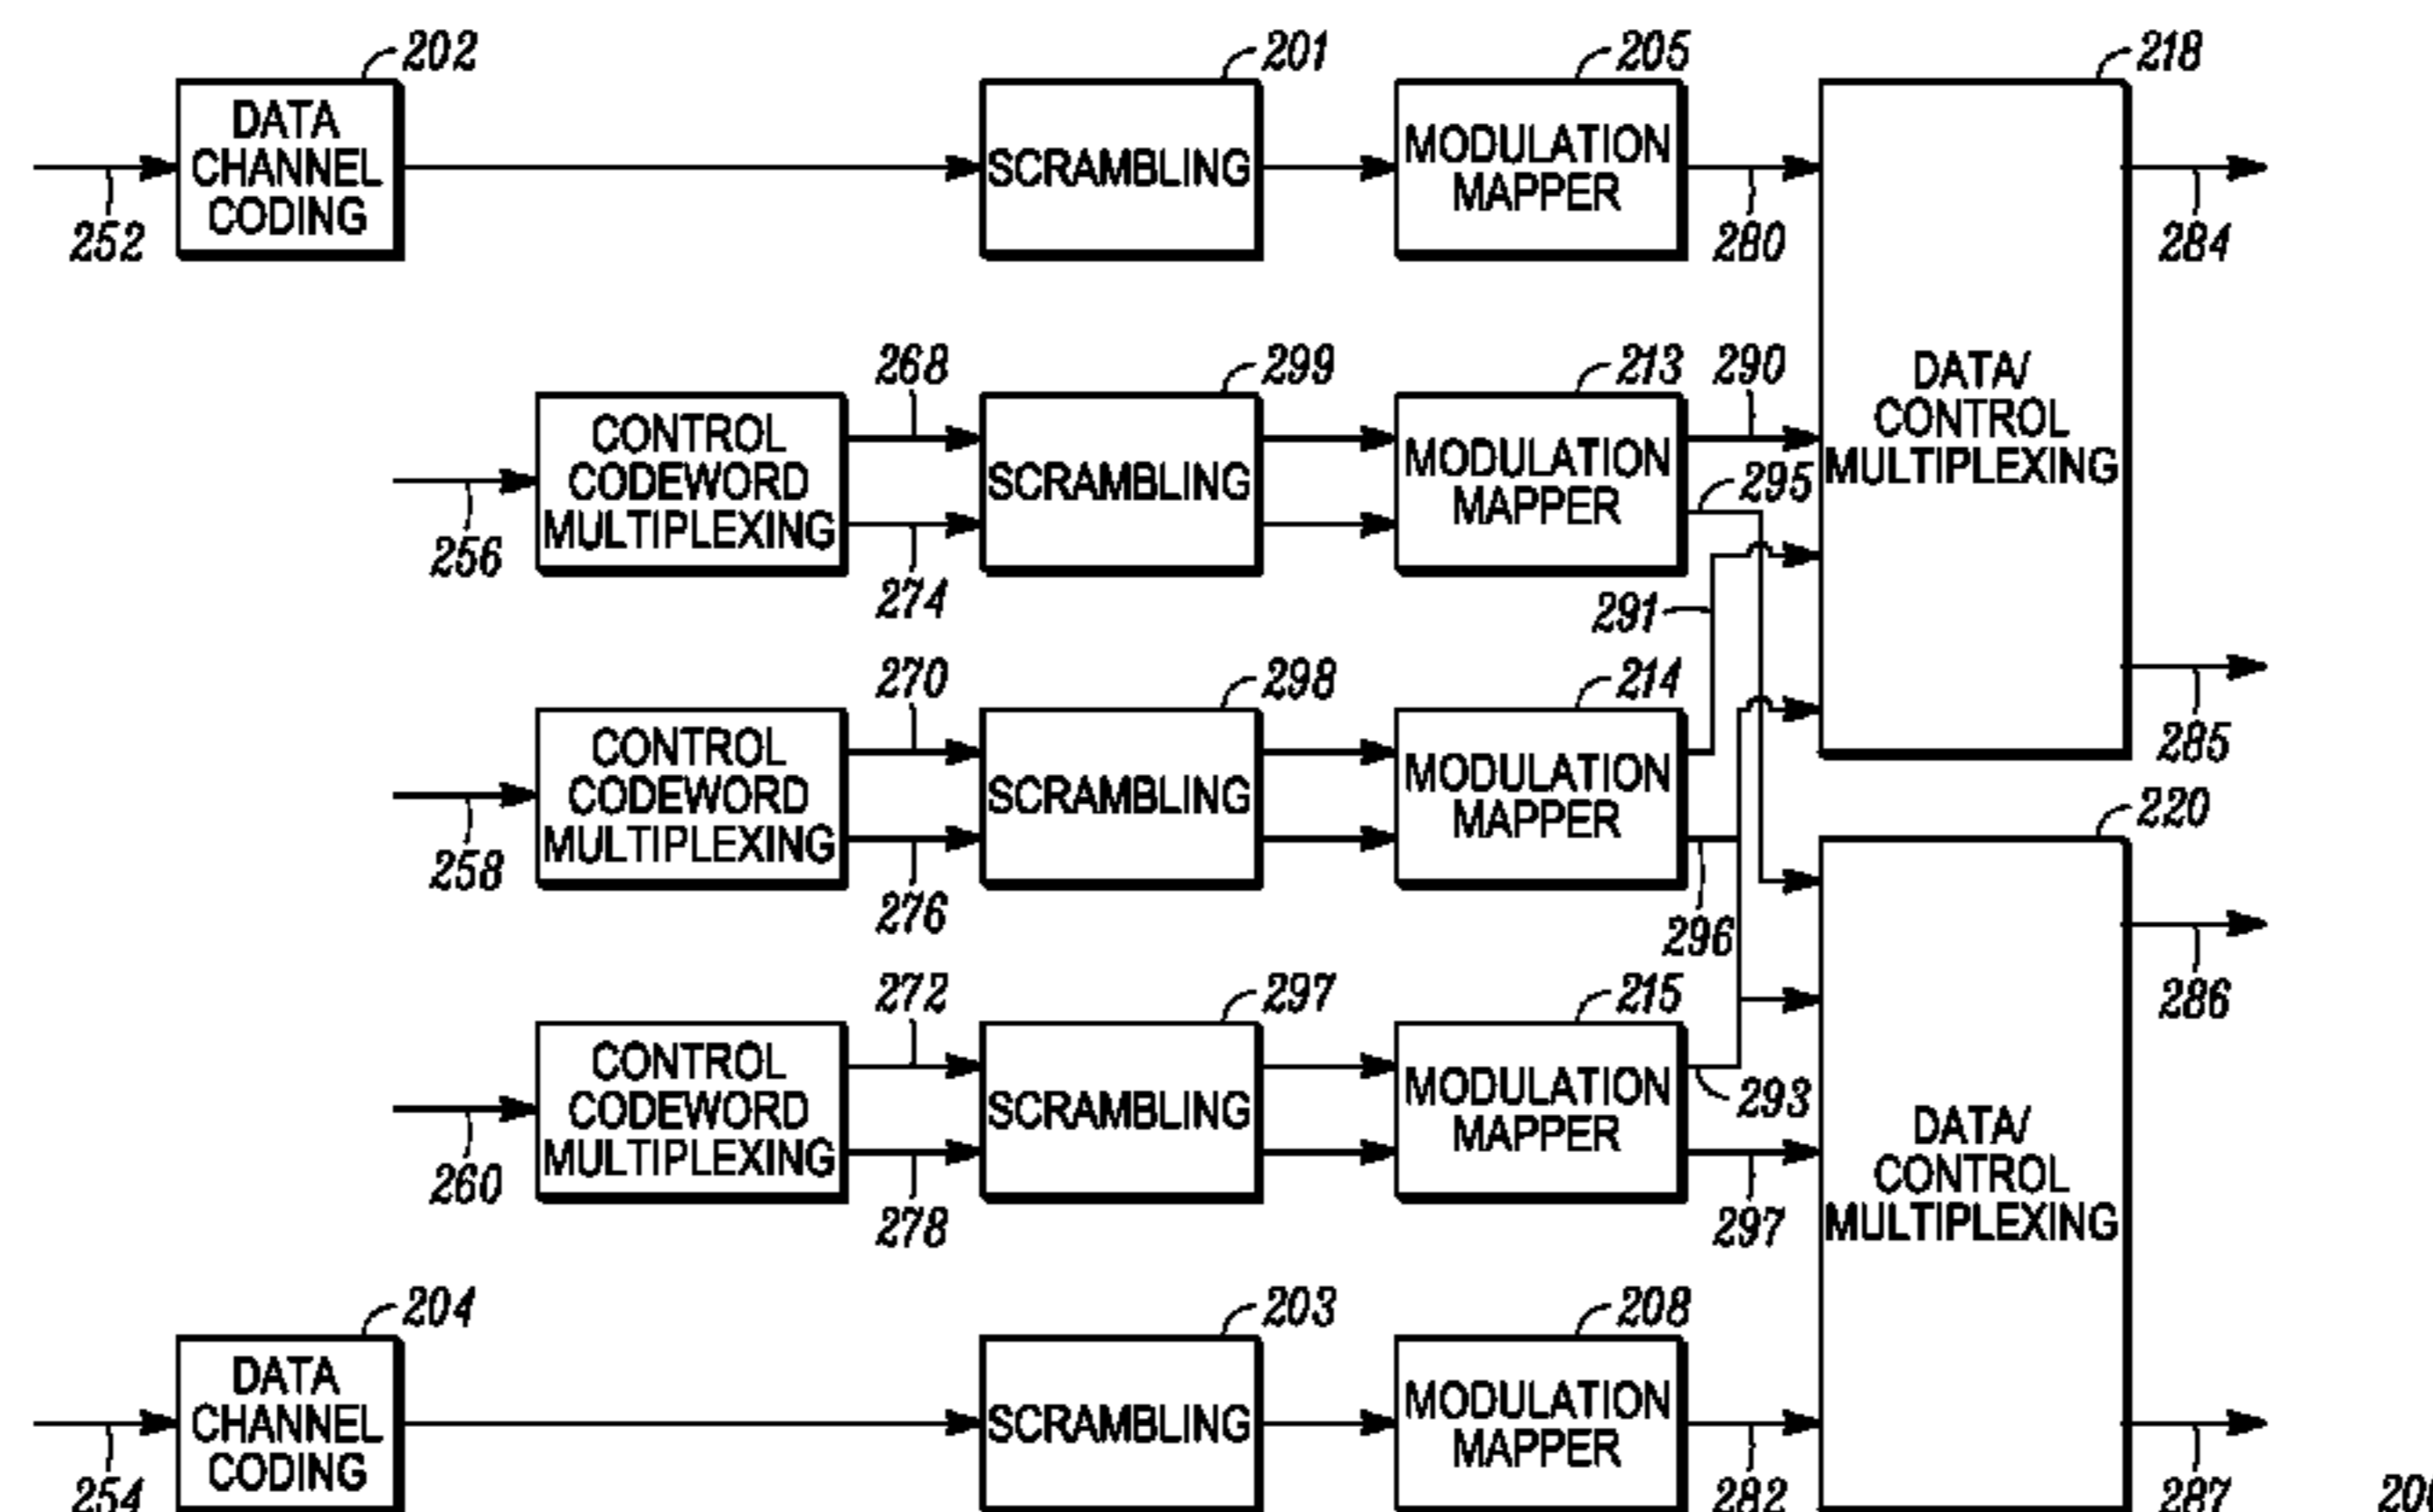 202
201
205
218
DATA
CHANNEL
CODING
SCRAMBLING
MODULATION
MAPPER
252
280
284
268
299
213
290
DATA/
CONTROL
MULTIPLEXING
CONTROL
CODEWORD
MULTIPLEXING
SCRAMBLING
MODULATION
MAPPER
295
256
274
291
270
298
214
285
CONTROL
CODEWORD
MULTIPLEXING
SCRAMBLING
MODULATION
MAPPER
220
258
276
296
272
297
215
286
CONTROL
CODEWORD
MULTIPLEXING
SCRAMBLING
MODULATION
MAPPER
293
DATA/
CONTROL
MULTIPLEXING
260
278
297
204
203
208
DATA
CHANNEL
CODING
SCRAMBLING
MODULATION
MAPPER
254
282
287